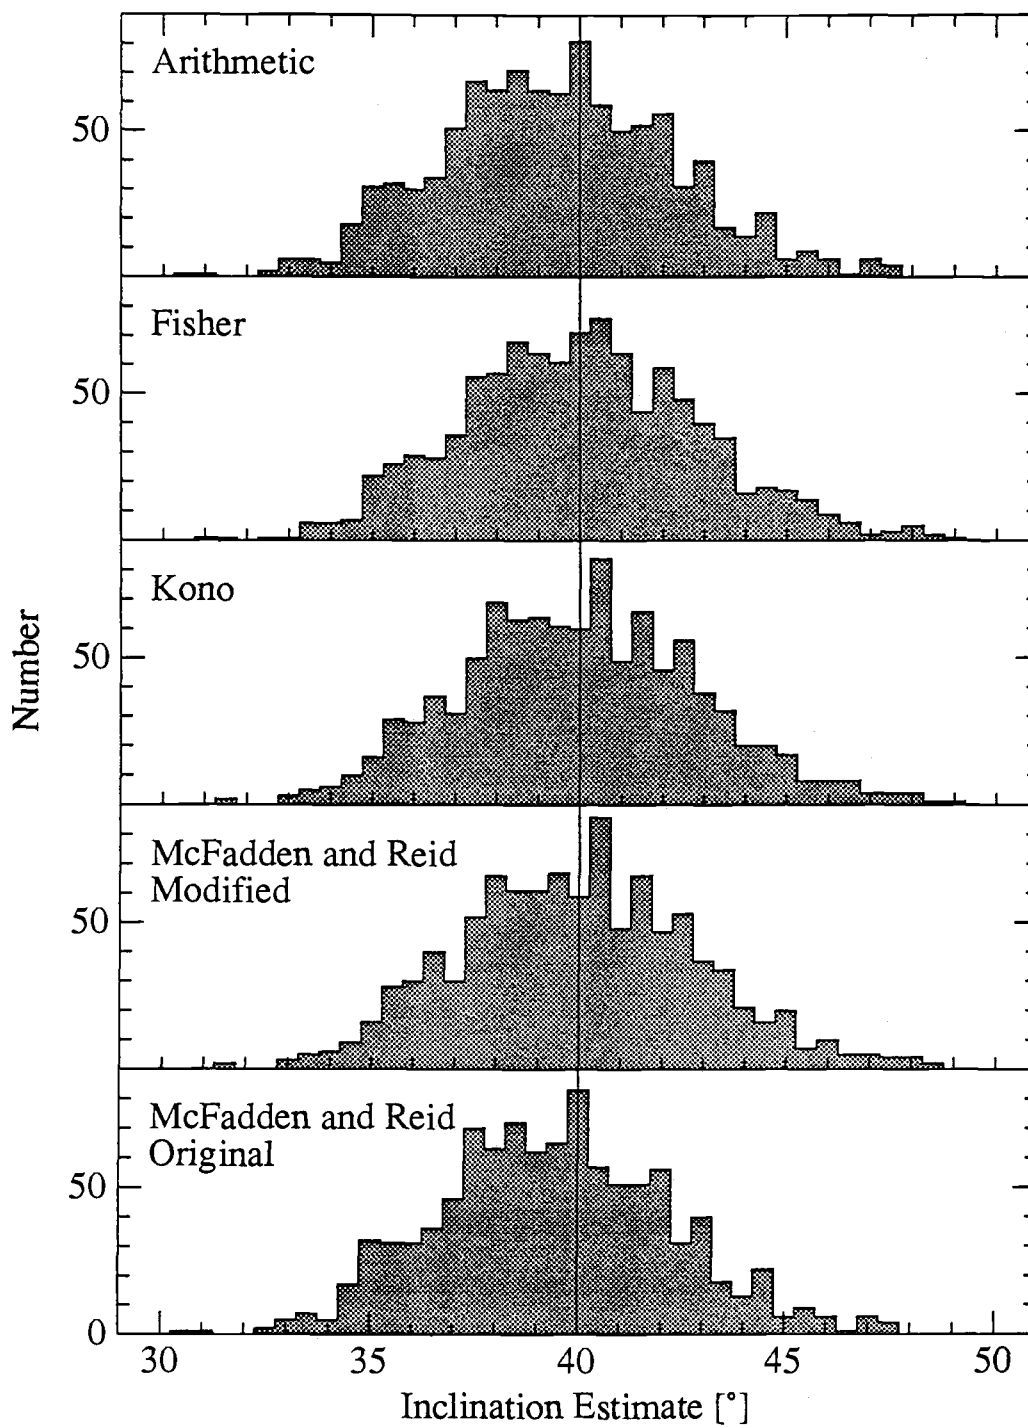 Arithmetic
50
Fisher
50
Kono
50
Number
McFadden and Reid
Modified
50
McFadden and Reid
Original
50
0
30 35 40 45 50
Inclination Estimate [°]